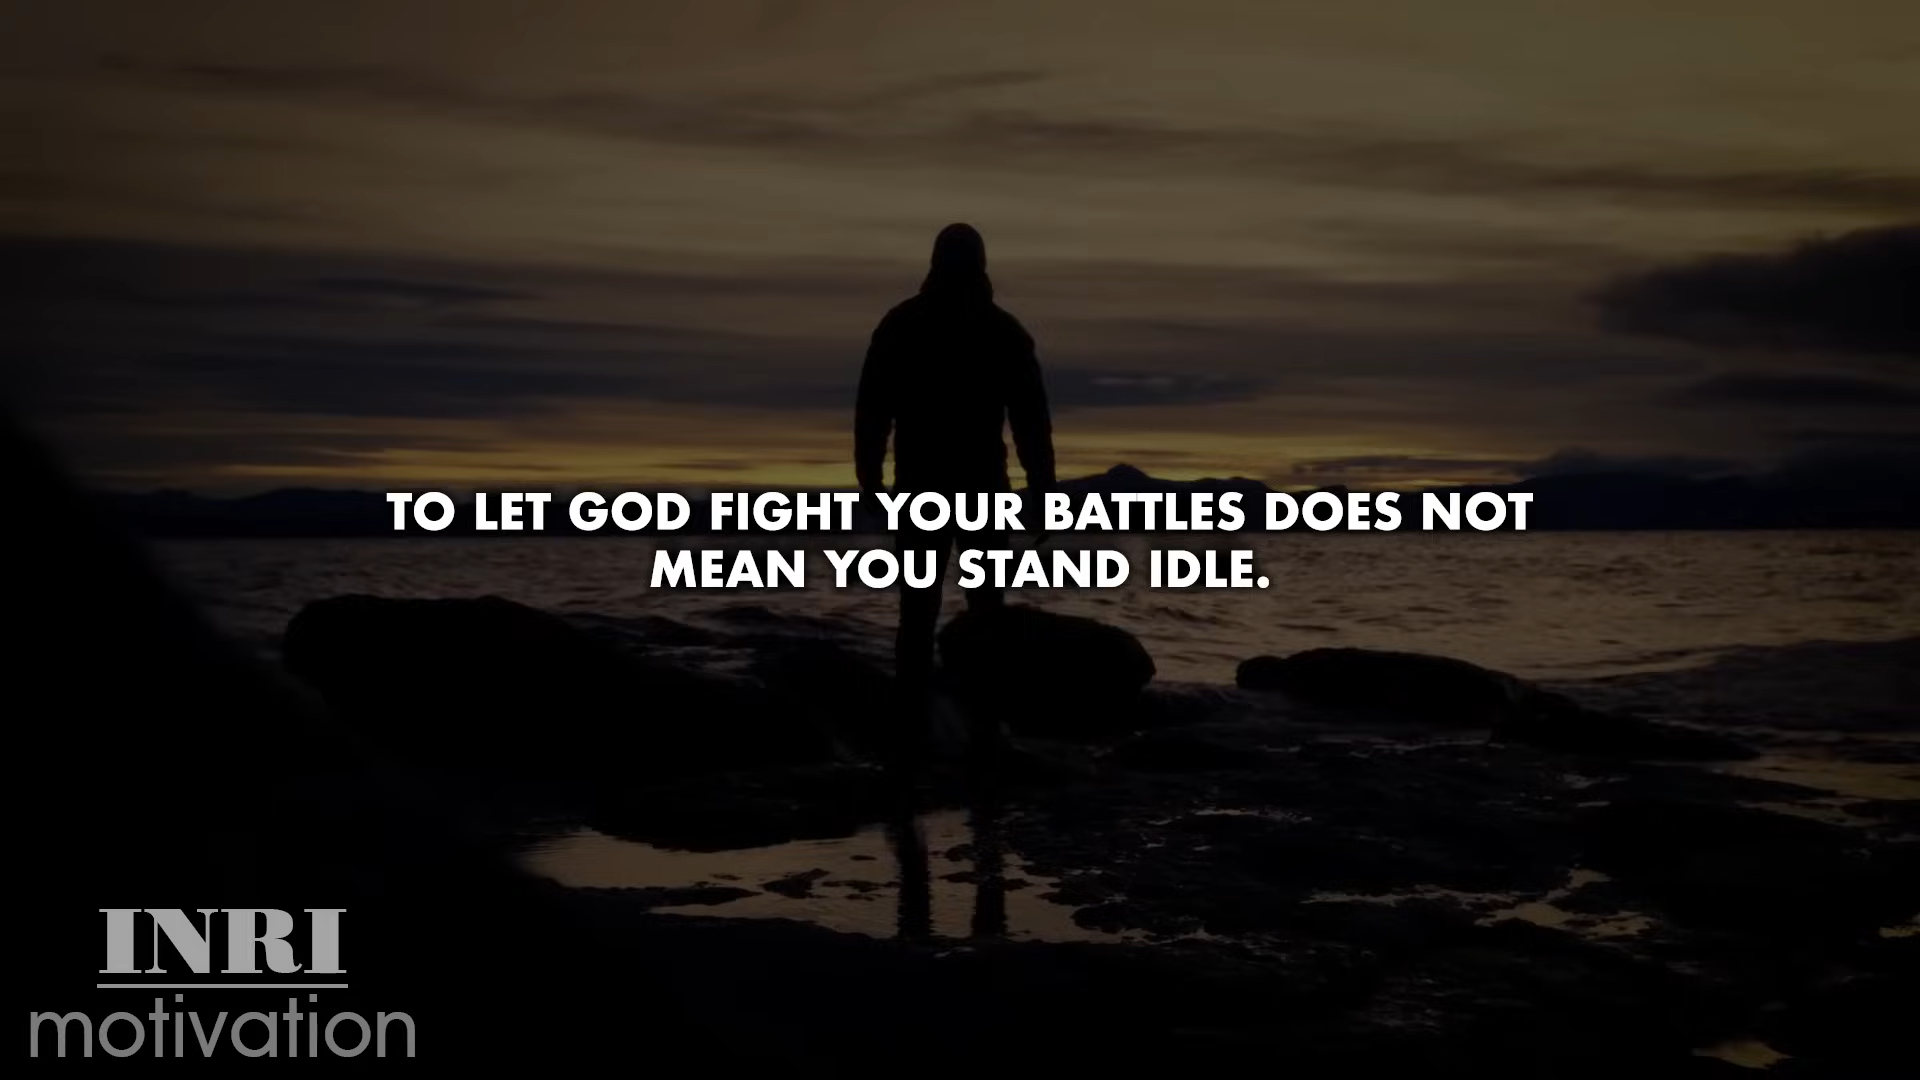 TO LET GOD FIGHT YOUR BATTLES DOES NOT
MEAN YOU STAND IDLE.
INRI
motivation